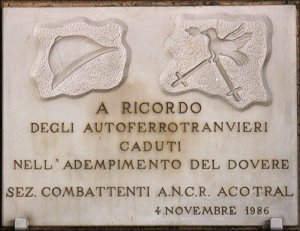 A RICORDO
DEGLI AUTOFERROTRANVIERI
CADUTI
NELL'ADEMPIMENTO DEL DOVERE
SEZ. COMBATTENTI A.N.C.R. ACOTRAL
4 NOVEMBRE 1986